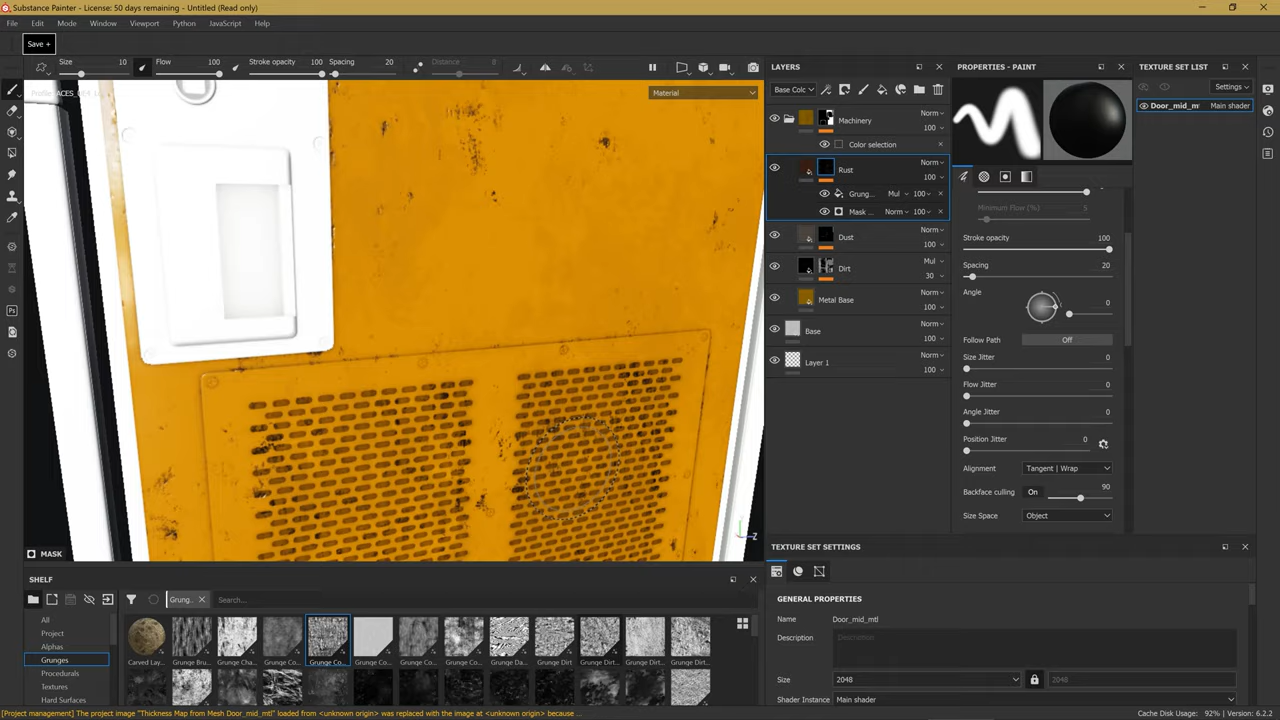 Substance Painter - License: 50 days remaining - Untitled (Read only)
File Edit Mode Window Viewport Python JavaScript Help
Save +
Size 10 Flow 100 Stroke opacity 100 Spacing 20 Distance 8
Material
LAYERS
Base Colc
Machinery Norm 100
Color selection
Rust Norm 100
Grung... Mul 100
Mask ... Norm 100
Dust Norm 100
Dirt Mul 30
Metal Base Norm 100
Base Norm 100
Layer 1 Norm 100
PROPERTIES - PAINT
Minimum Flow (%) 5
Stroke opacity 100
Spacing 20
Angle 0
Follow Path Off
Size Jitter 0
Flow Jitter 0
Angle Jitter 0
Position Jitter 0
Alignment Tangent | Wrap
Backface culling On 90
Size Space Object
TEXTURE SET LIST
Settings
Door_mid_mt Main shader
Z
MASK
SHELF
Grung... Search...
All
Project
Alphas
Grunges
Procedurals
Textures
Hard Surfaces
Carved Lay... Grunge Bru... Grunge Cha... Grunge Co... Grunge Co... Grunge Co... Grunge Co... Grunge Co... Grunge Da... Grunge Dirt Grunge Dirt... Grunge Dirt... Grunge Dirt...
TEXTURE SET SETTINGS
GENERAL PROPERTIES
Name Door_mid_mtl
Description Description
Size 2048 2048
Shader Instance Main shader
[Project management] The project image "Thickness Map from Mesh Door_mid_mtl" loaded from <unknown origin> was replaced with the image at <unknown origin> because ...
Cache Disk Usage: 92% | Version: 6.2.2